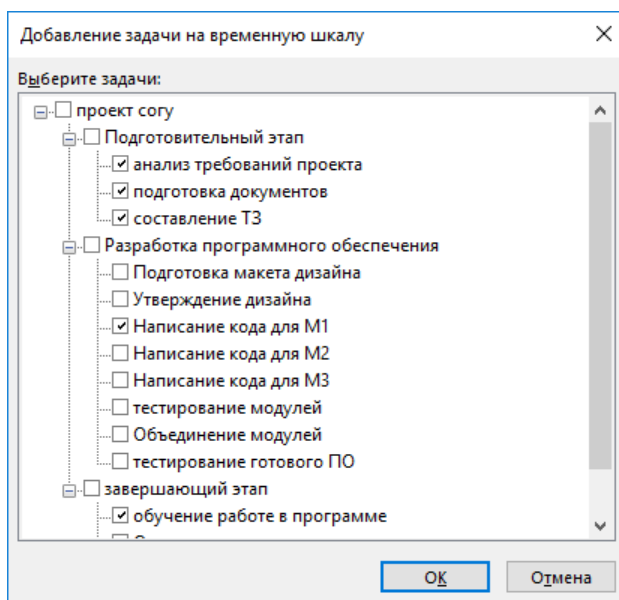 Добавление задачи на временную шкалу
Выберите задачи:
проект cory
Подготовительный этап
анализ требований проекта
подготовка документов
составление ТЗ
Разработка программного обеспечения
Подготовка макета дизайна
Утверждение дизайна
Написание кода для М1
Написание кода для М2
Написание кода для М3
тестирование модулей
Объединение модулей
тестирование готового ПО
завершающий этап
обучение работе в программе
ОК Отмена